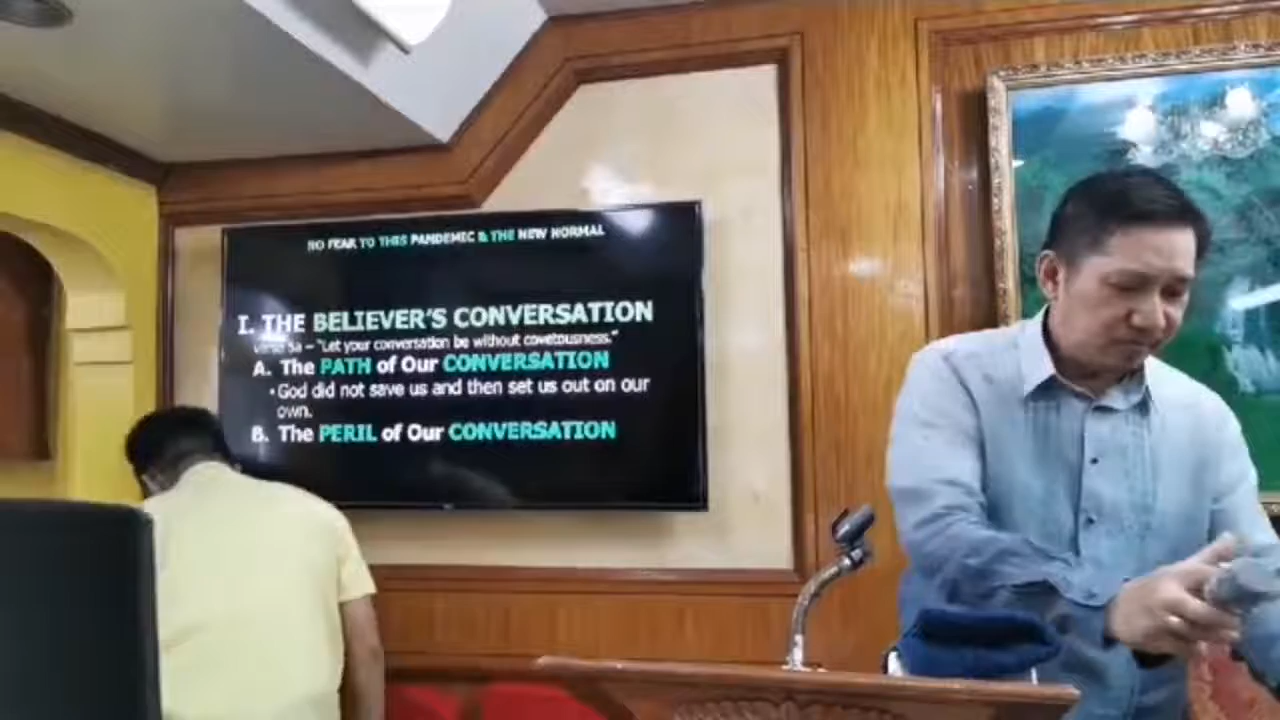 NO FEAR TO THIS PANDEMIC & THE NEW NORMAL
I. THE BELIEVER'S CONVERSATION
Verse 5a – "Let your conversation be without covetousness."
A. The PATH of Our CONVERSATION
• God did not save us and then set us out on our
own.
B. The PERIL of Our CONVERSATION